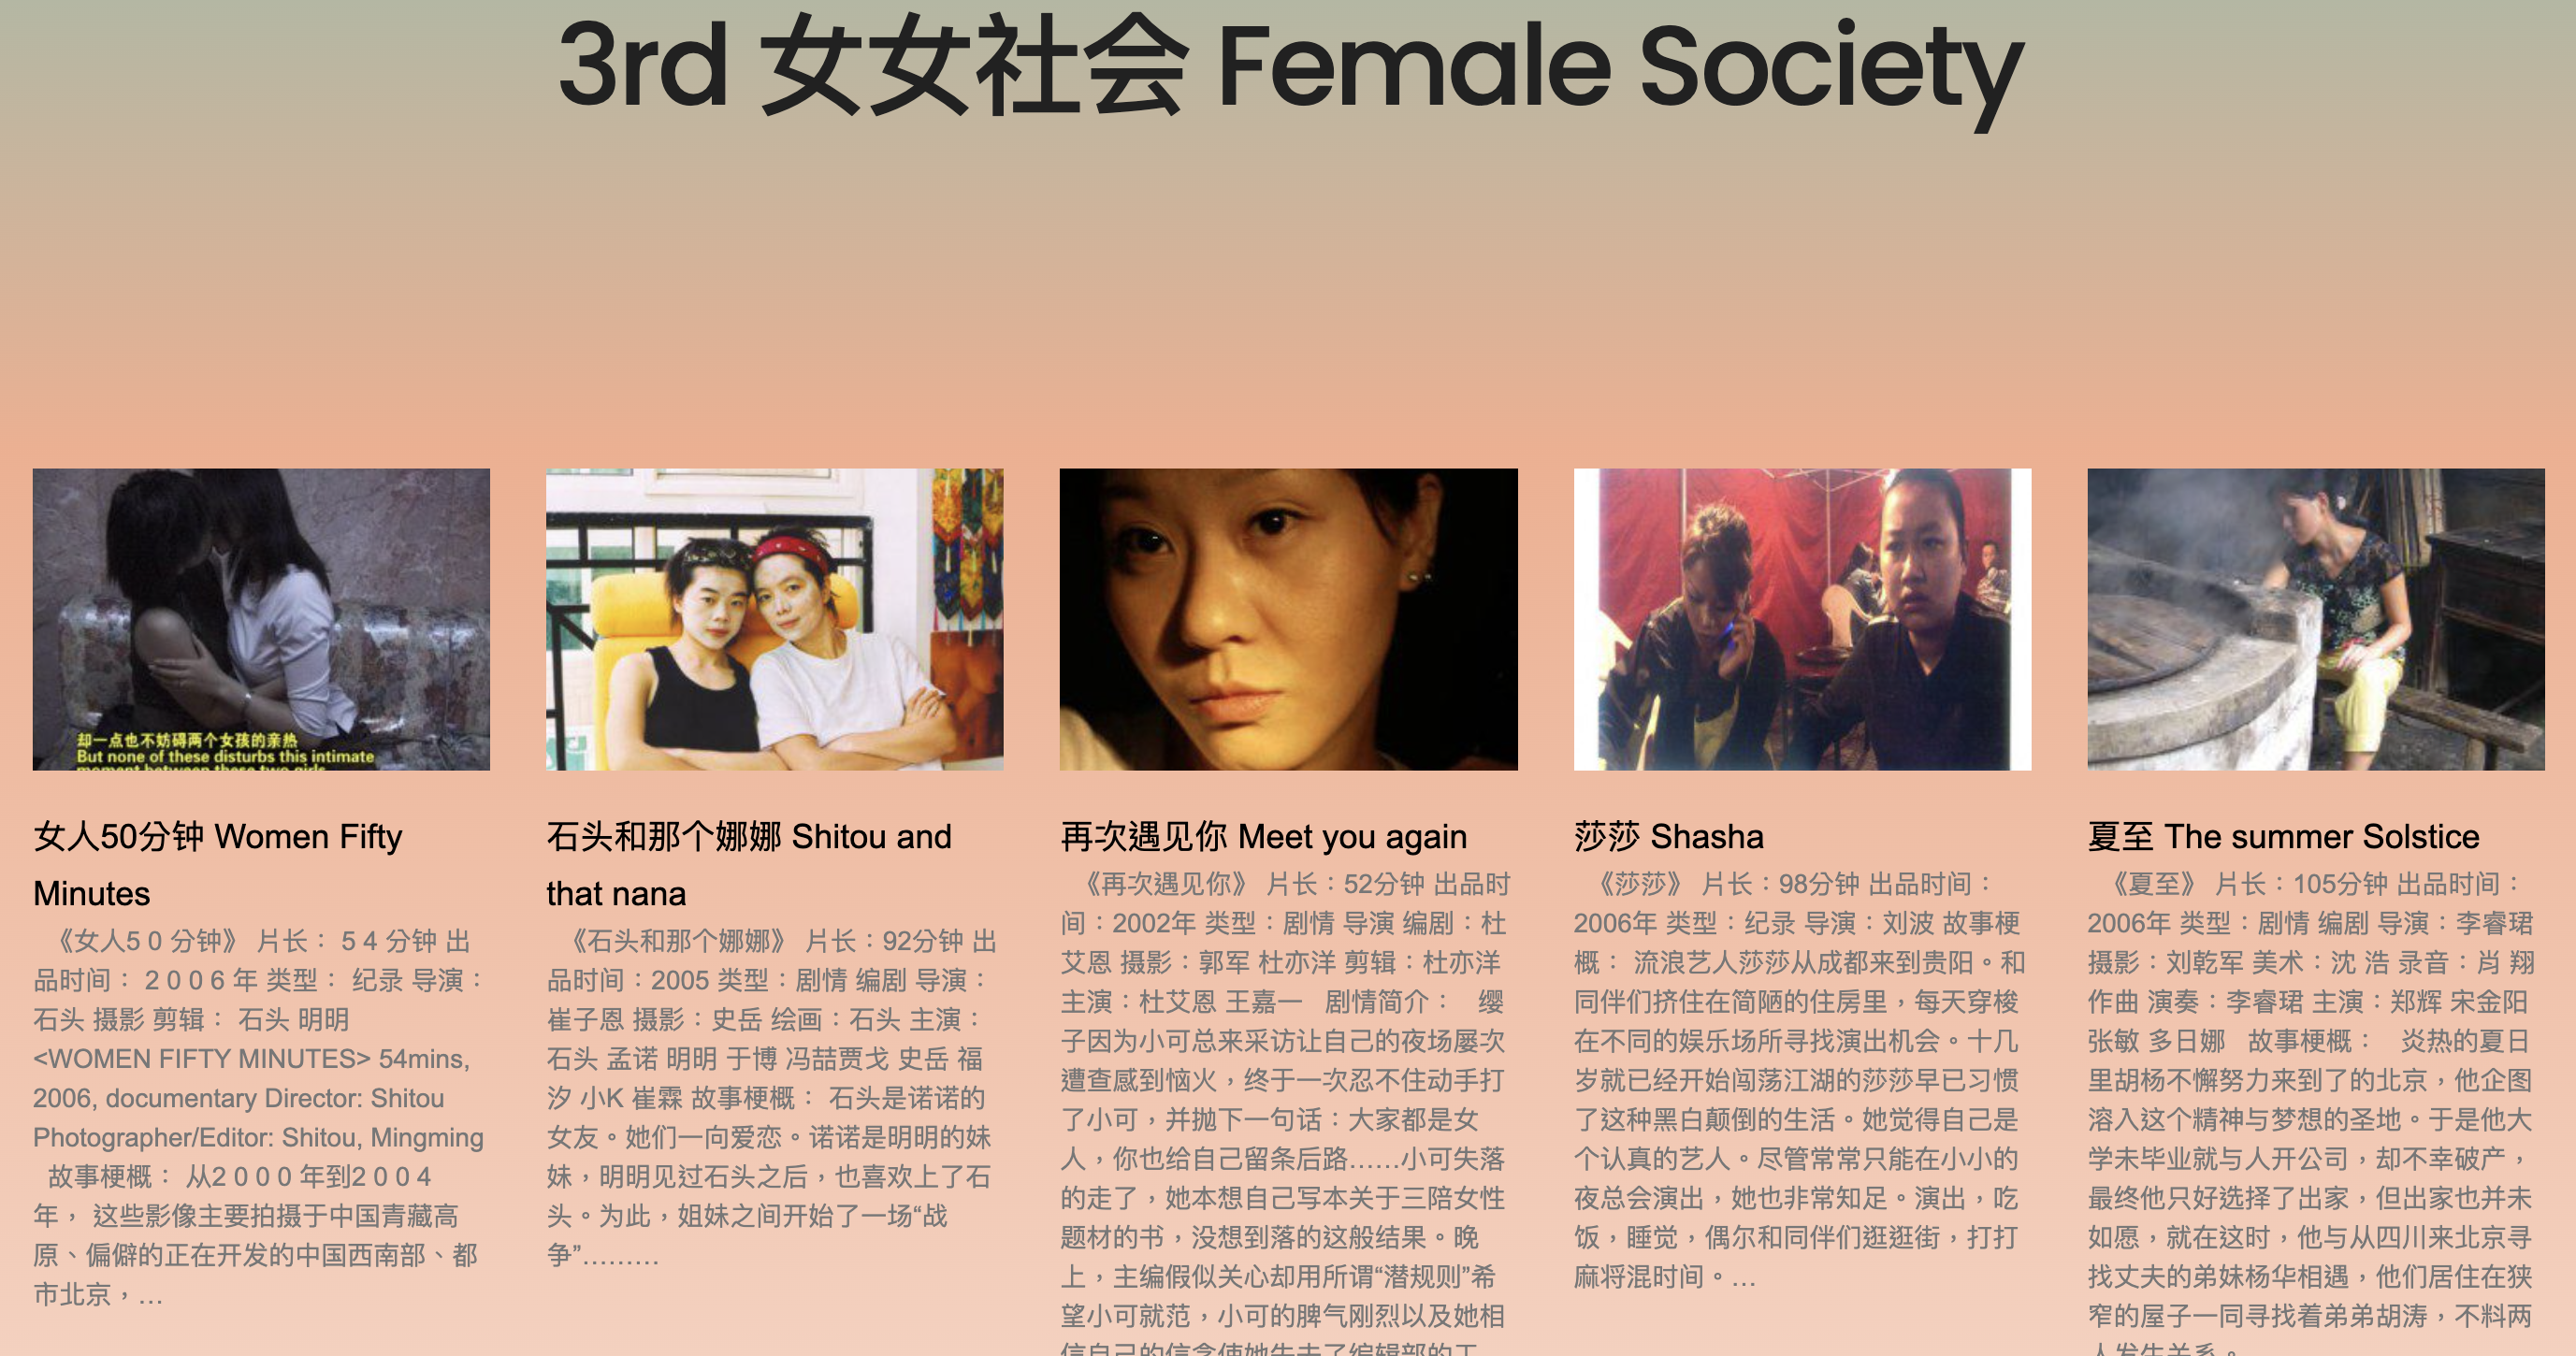 3rd 女女社会 Female Society
却一点也不妨碍两个女孩的亲热
But none of these disturbs this intimate
moment between these two girls
女人50分钟 Women Fifty
Minutes
《女人5 0 分钟》 片长： 5 4 分钟 出
品时间： 2 0 0 6 年 类型： 纪录 导演：
石头 摄影 剪辑： 石头 明明
<WOMEN FIFTY MINUTES> 54mins,
2006, documentary Director: Shitou
Photographer/Editor: Shitou, Mingming
故事梗概： 从2 0 0 0 年到2 0 0 4
年， 这些影像主要拍摄于中国青藏高
原、偏僻的正在开发的中国西南部、都
市北京，…
石头和那个娜娜 Shitou and
that nana
《石头和那个娜娜》 片长：92分钟 出
品时间：2005 类型：剧情 编剧 导演：
崔子恩 摄影：史岳 绘画：石头 主演：
石头 孟诺 明明 于博 冯喆贾戈 史岳 福
汐 小K 崔霖 故事梗概： 石头是诺诺的
女友。她们一向爱恋。诺诺是明明的妹
妹，明明见过石头之后，也喜欢上了石
头。为此，姐妹之间开始了一场“战
争”………
再次遇见你 Meet you again
《再次遇见你》 片长：52分钟 出品时
间：2002年 类型：剧情 导演 编剧：杜
艾恩 摄影：郭军 杜亦洋 剪辑：杜亦洋
主演：杜艾恩 王嘉一 剧情简介： 缨
子因为小可总来采访让自己的夜场屡次
遭查感到恼火，终于一次忍不住动手打
了小可，并抛下一句话：大家都是女
人，你也给自己留条后路……小可失落
的走了，她本想自己写本关于三陪女性
题材的书，没想到落的这般结果。晚
上，主编假似关心却用所谓“潜规则”希
望小可就范，小可的脾气刚烈以及她相
信自己的信念使她失去了编辑部的工
莎莎 Shasha
《莎莎》 片长：98分钟 出品时间：
2006年 类型：纪录 导演：刘波 故事梗
概： 流浪艺人莎莎从成都来到贵阳。和
同伴们挤住在简陋的住房里，每天穿梭
在不同的娱乐场所寻找演出机会。十几
岁就已经开始闯荡江湖的莎莎早已习惯
了这种黑白颠倒的生活。她觉得自己是
个认真的艺人。尽管常常只能在小小的
夜总会演出，她也非常知足。演出，吃
饭，睡觉，偶尔和同伴们逛逛街，打打
麻将混时间。…
夏至 The summer Solstice
《夏至》 片长：105分钟 出品时间：
2006年 类型：剧情 编剧 导演：李睿珺
摄影：刘乾军 美术：沈 浩 录音：肖 翔
作曲 演奏：李睿珺 主演：郑辉 宋金阳
张敏 多日娜 故事梗概： 炎热的夏日
里胡杨不懈努力来到了的北京，他企图
溶入这个精神与梦想的圣地。于是他大
学未毕业就与人开公司，却不幸破产，
最终他只好选择了出家，但出家也并未
如愿，就在这时，他与从四川来北京寻
找丈夫的弟妹杨华相遇，他们居住在狭
窄的屋子一同寻找着弟弟胡涛，不料两
人发生关系。